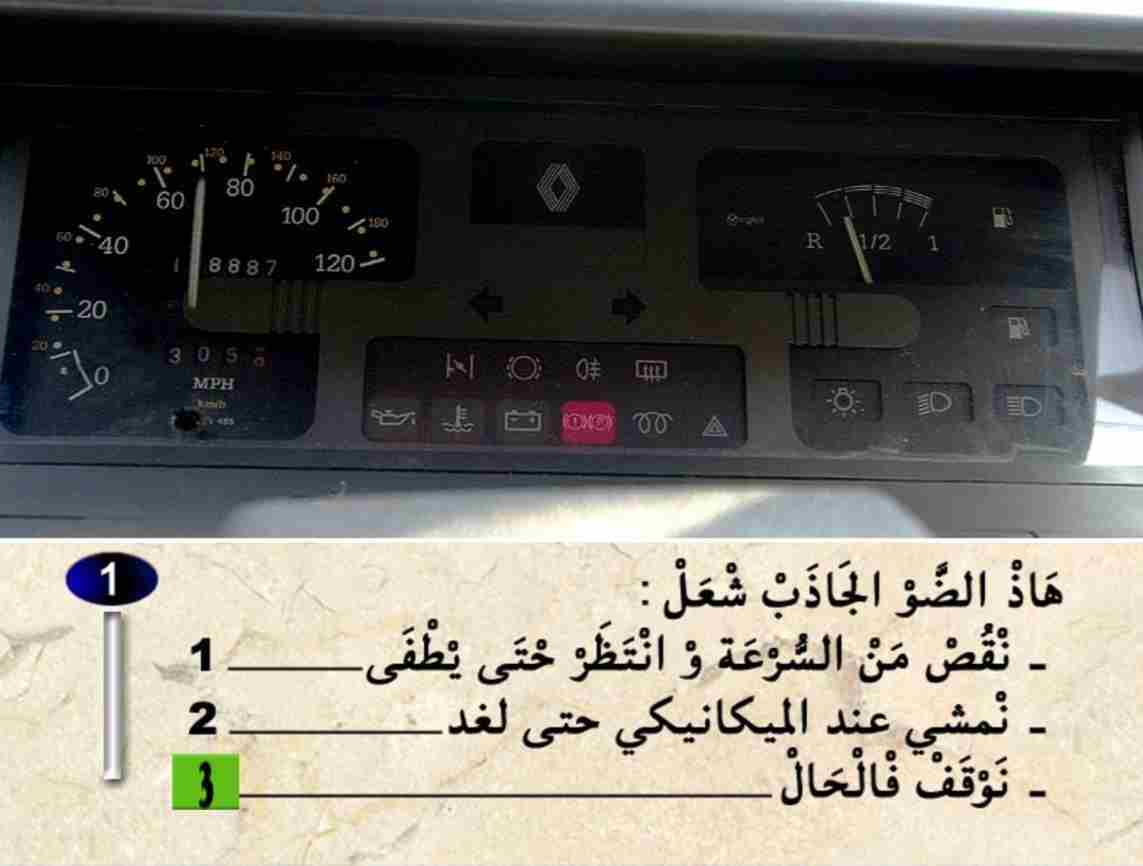 100 120 140
80 60 80 160
60 40 100 180
40 20 120
20 0
1 8887
305
MPH
km/h
R 1/2 1
1
هَاذْ الضَّوْ الجَاذَبْ شْعَلْ :
ـ نْقُصْ مَنْ السُّرْعَة وْ انْتَظَرْ حْتَى يْطْفَى 1
ـ نْمشي عند الميكانيكي حتى لغد 2
ـ نَوْقَفْ فْالْحَالْ 3